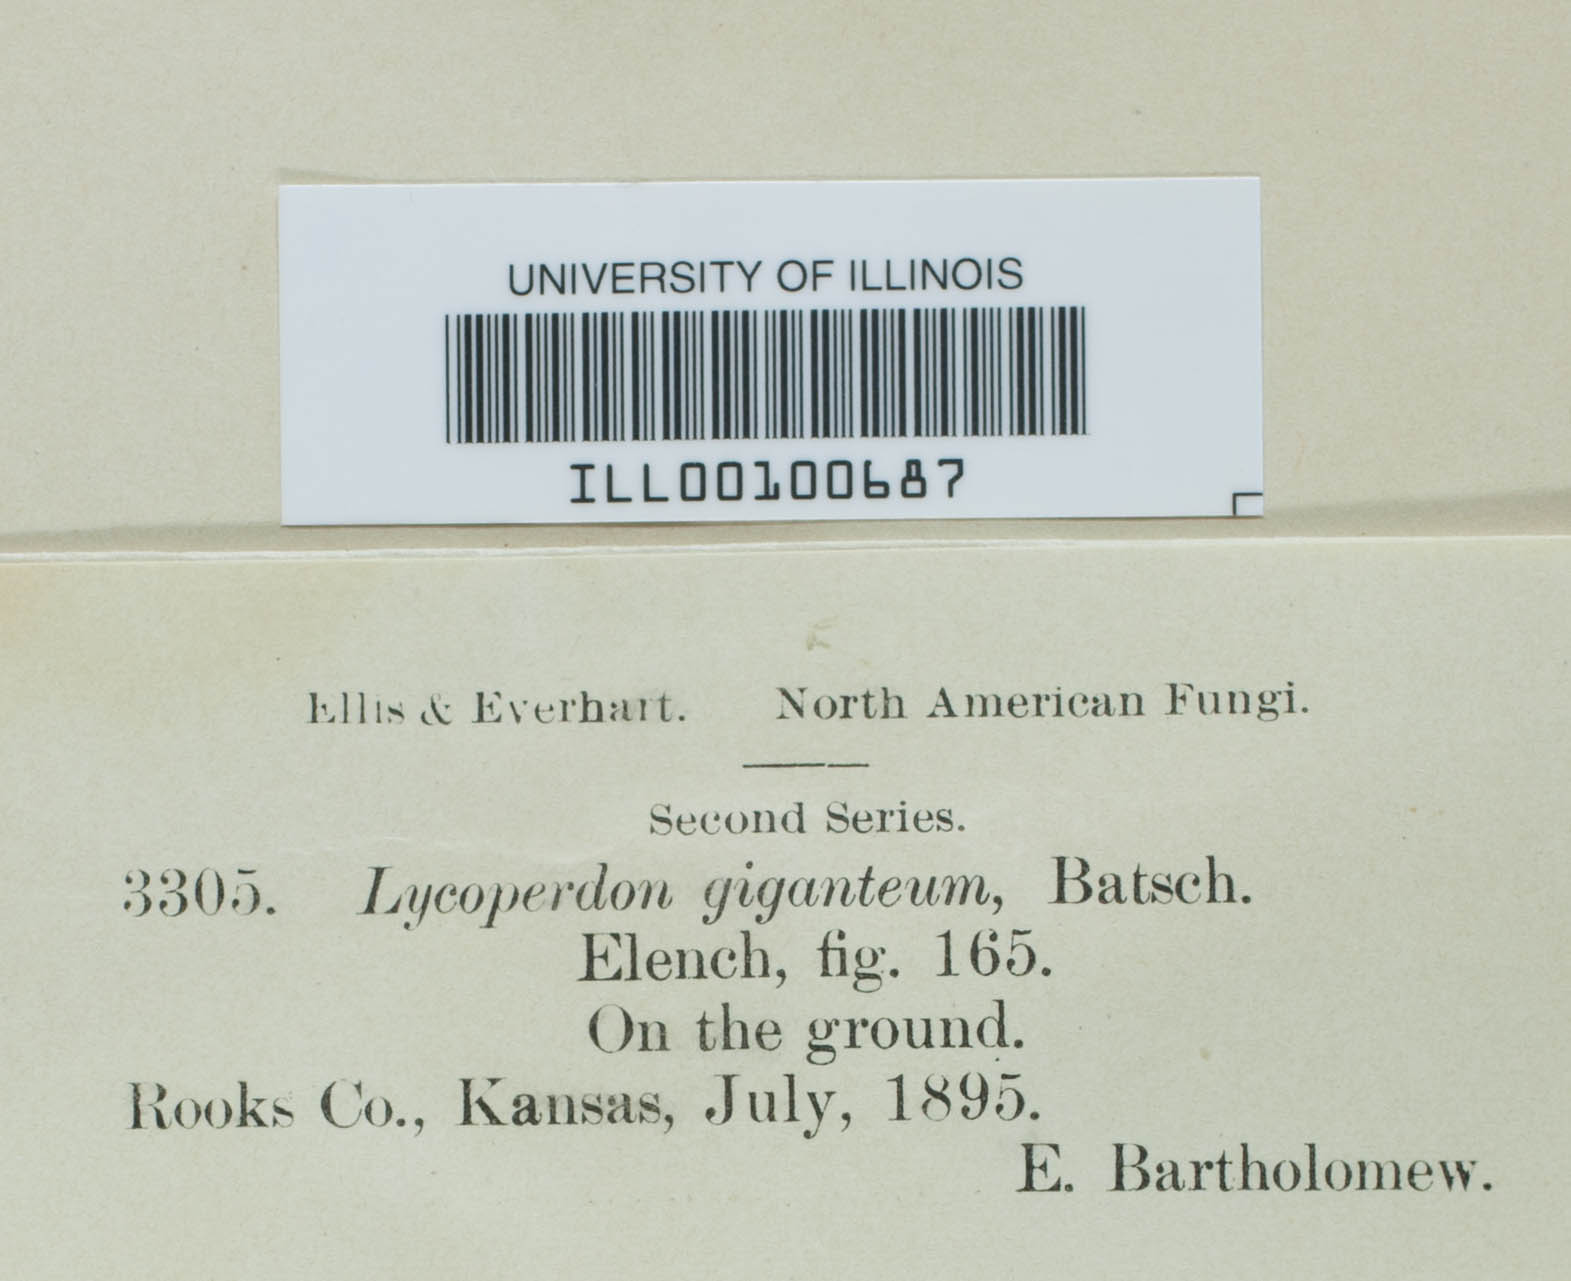 UNIVERSITY OF ILLINOIS
ILL00100687
Ellis & Everhart. North American Fungi.
Second Series.
3305. Lycoperdon giganteum, Batsch.
Elench, fig. 165.
On the ground.
Rooks Co., Kansas, July, 1895.
E. Bartholomew.